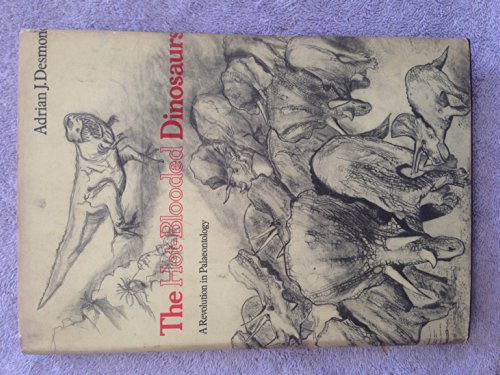 Adrian J. Desmond
The Hot-Blooded Dinosaurs
A Revolution in Palaeontology